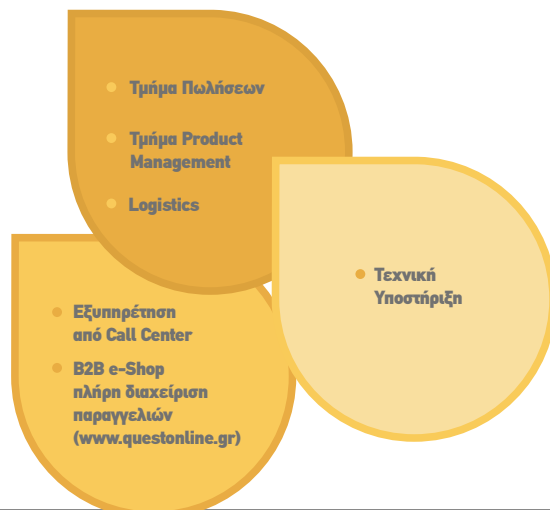 Τμήμα Πωλήσεων
Τμήμα Product
Management
Logistics
Τεχνική
Υποστήριξη
Εξυπηρέτηση
από Call Center
B2B e-Shop
πλήρη διαχείριση
παραγγελιών
(www.questonline.gr)